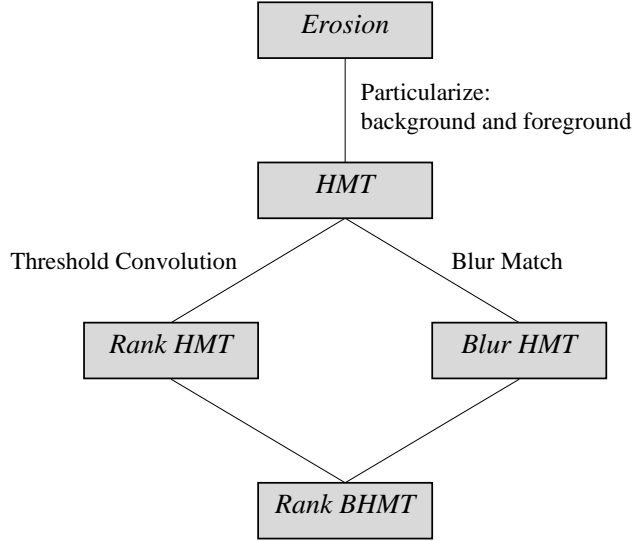 Erosion
Particularize:
background and foreground
HMT
Threshold Convolution
Blur Match
Rank HMT
Blur HMT
Rank BHMT